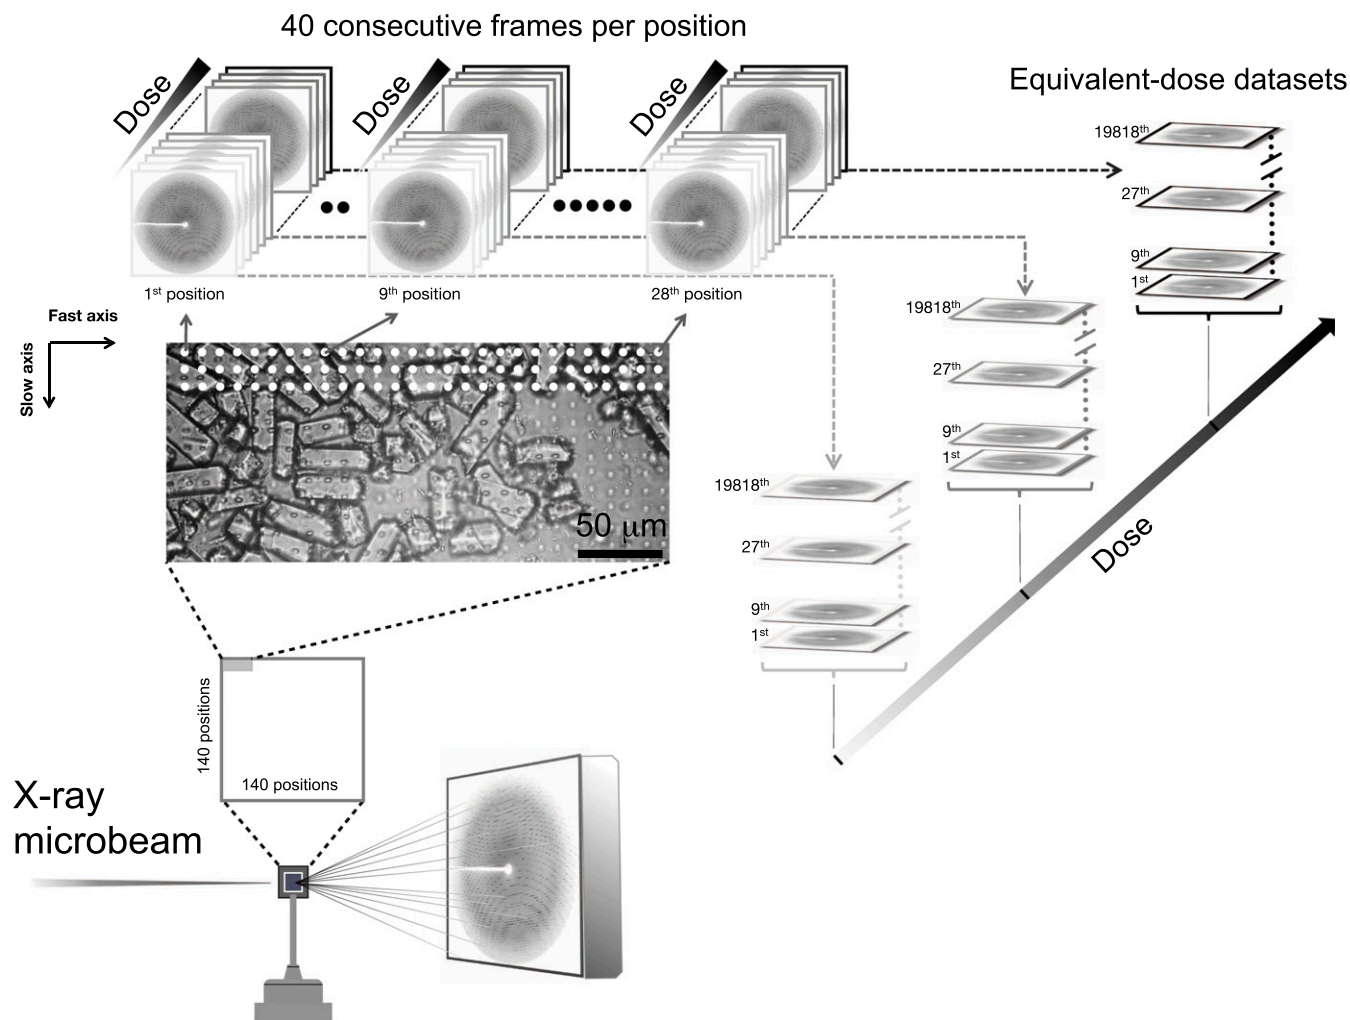 40 consecutive frames per position
Equivalent-dose datasets
Dose
Dose
Dose
1st position
9th position
28th position
Fast axis
Slow axis
50 μm
19818th
27th
9th
1st
19818th
27th
9th
1st
19818th
27th
9th
1st
Dose
140 positions
140 positions
X-ray
microbeam